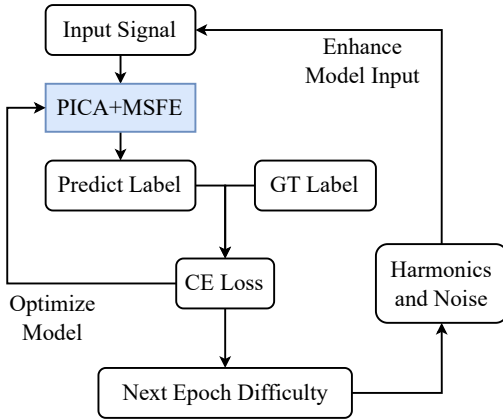 Input Signal
Enhance
Model Input
PICA+MSFE
Predict Label
GT Label
CE Loss
Harmonics
and Noise
Optimize
Model
Next Epoch Difficulty